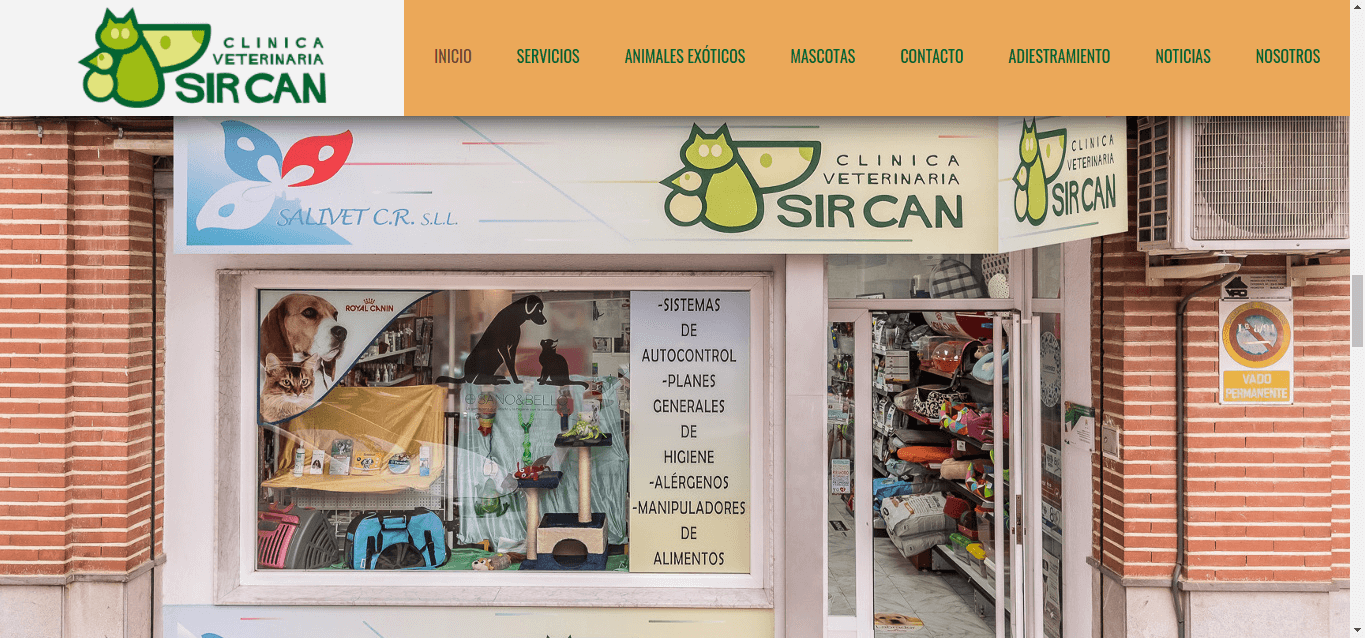 CLINICA
VETERINARIA
SIR CAN
INICIO
SERVICIOS
ANIMALES EXÓTICOS
MASCOTAS
CONTACTO
ADIESTRAMIENTO
NOTICIAS
NOSOTROS
SALIVET C.R. S.L.L.
CLINICA
VETERINARIA
SIR CAN
CLINICA
VETERINARIA
SIR CAN
ROYAL CANIN
-SISTEMAS
DE
AUTOCONTROL
-PLANES
GENERALES
DE
HIGIENE
-ALÉRGENOS
-MANIPULADORES
DE
ALIMENTOS
VADO
PERMANENTE